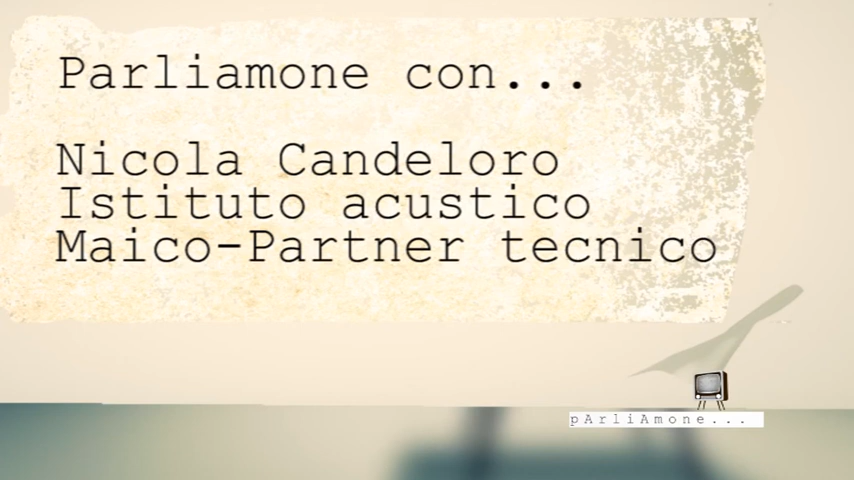 Parliamone con...
Nicola Candeloro
Istituto acustico
Maico-Partner tecnico
pArliAmone...